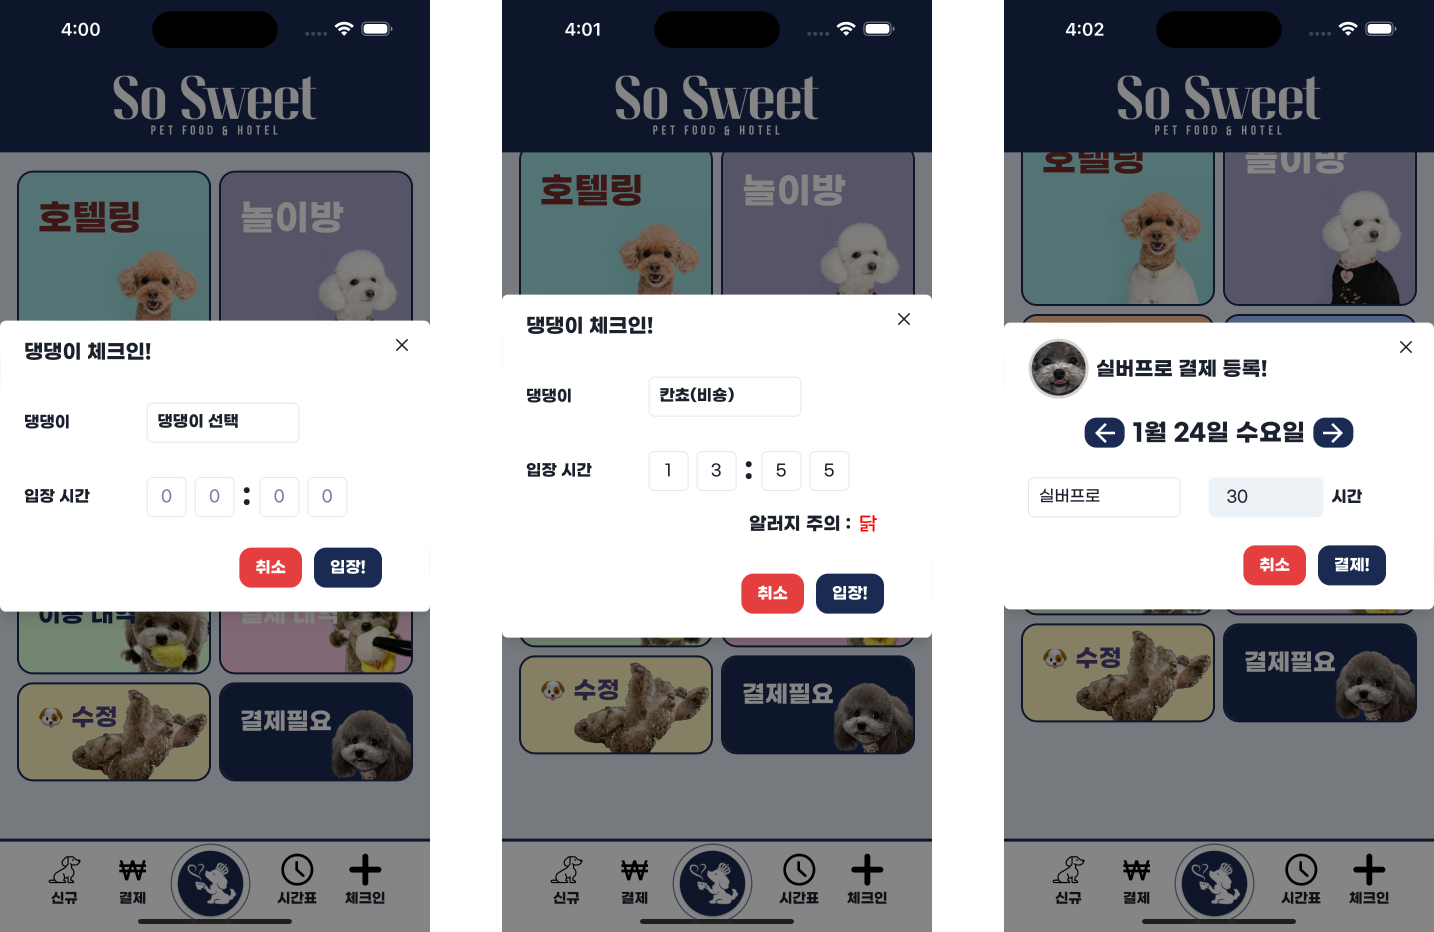 4:00
So Sweet
PET FOOD & HOTEL
호텔링
놀이방
댕댕이 체크인!
댕댕이
댕댕이 선택
입장 시간
0 0 : 0 0
취소
입장!
이용 내역
결제 내역
수정
결제필요
신규
결제
시간표
체크인
4:01
So Sweet
PET FOOD & HOTEL
호텔링
놀이방
댕댕이 체크인!
댕댕이
칸쵸(비숑)
입장 시간
1 3 : 5 5
알러지 주의 : 닭
취소
입장!
수정
결제필요
신규
결제
시간표
체크인
4:02
So Sweet
PET FOOD & HOTEL
호텔링
놀이방
실버프로 결제 등록!
1월 24일 수요일
실버프로
30
시간
취소
결제!
수정
결제필요
신규
결제
시간표
체크인